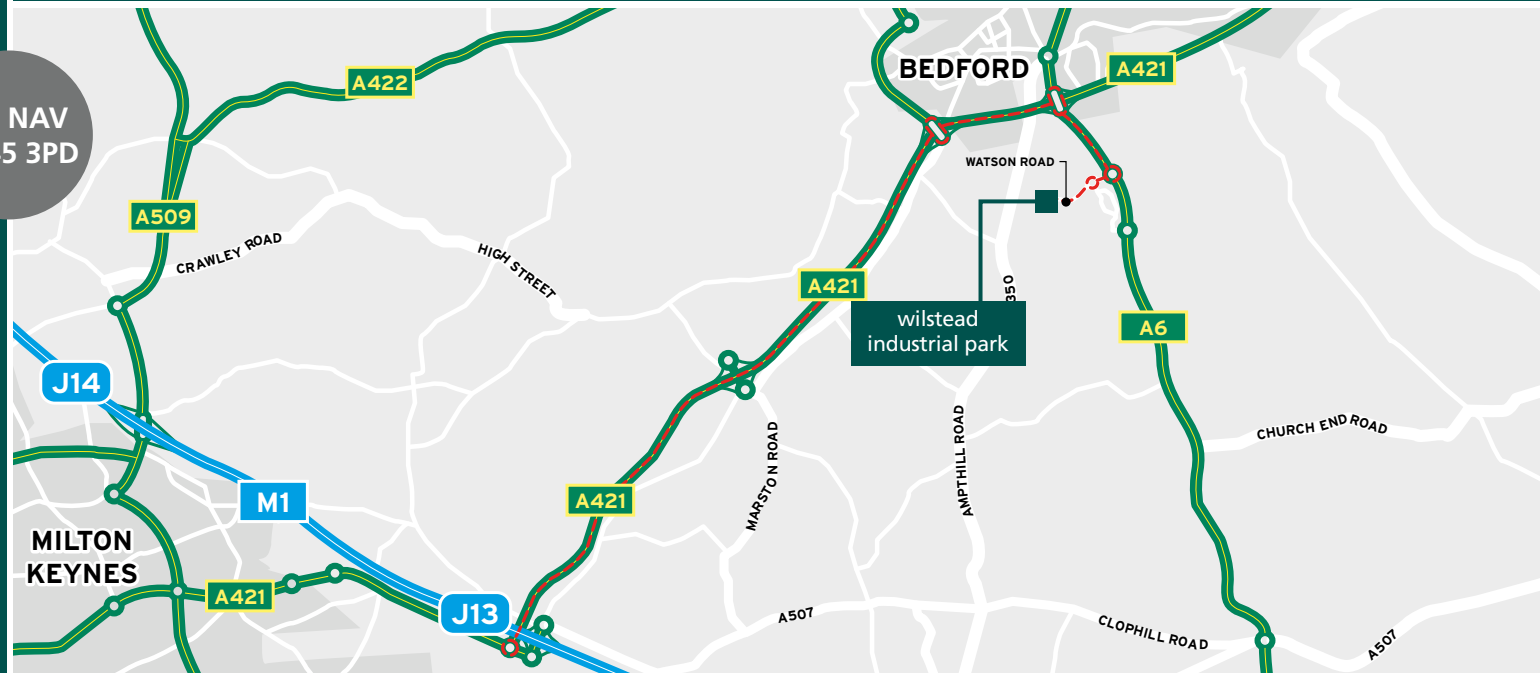 NAV
5 3PD
A422
A509
CRAWLEY ROAD
HIGH STREET
BEDFORD
A421
WATSON ROAD
A421
350
wilstead
industrial park
A6
J14
M1
MILTON
KEYNES
A421
A421
J13
MARSTON ROAD
AMPTHILL ROAD
CHURCH END ROAD
A507
CLOPHILL ROAD
A507